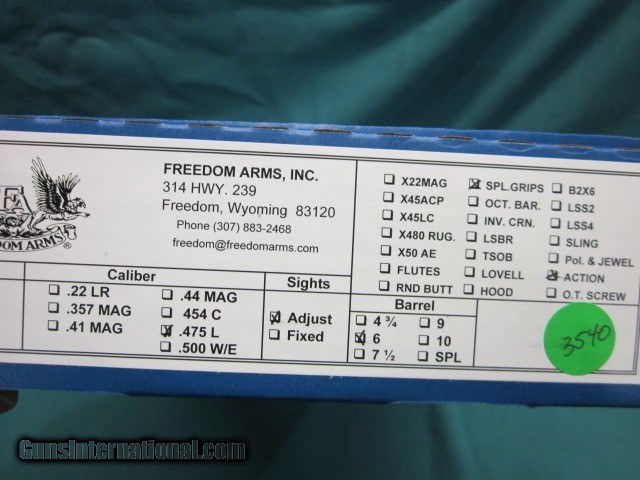 FA
DOM ARMS, ®
FREEDOM ARMS, INC.
314 HWY. 239
Freedom, Wyoming 83120
Phone (307) 883-2468
freedom@freedomarms.com
☐ X22MAG
☐ X45ACP
☐ X45LC
☐ X480 RUG.
☐ X50 AE
☐ FLUTES
☐ RND BUTT
☒ SPL.GRIPS
☐ OCT. BAR.
☐ INV. CRN.
☐ LSBR
☐ TSOB
☐ LOVELL
☐ HOOD
☐ B2X6
☐ LSS2
☐ LSS4
☐ SLING
☐ Pol. & JEWEL
☒ ACTION
☐ O.T. SCREW
Caliber
☐ .22 LR
☐ .357 MAG
☐ .41 MAG
☐ .44 MAG
☐ 454 C
☒ .475 L
☐ .500 W/E
Sights
☒ Adjust
☐ Fixed
Barrel
☐ 4 ¾
☒ 6
☐ 7 ½
☐ 9
☐ 10
☐ SPL
3540
GunsInternational.com